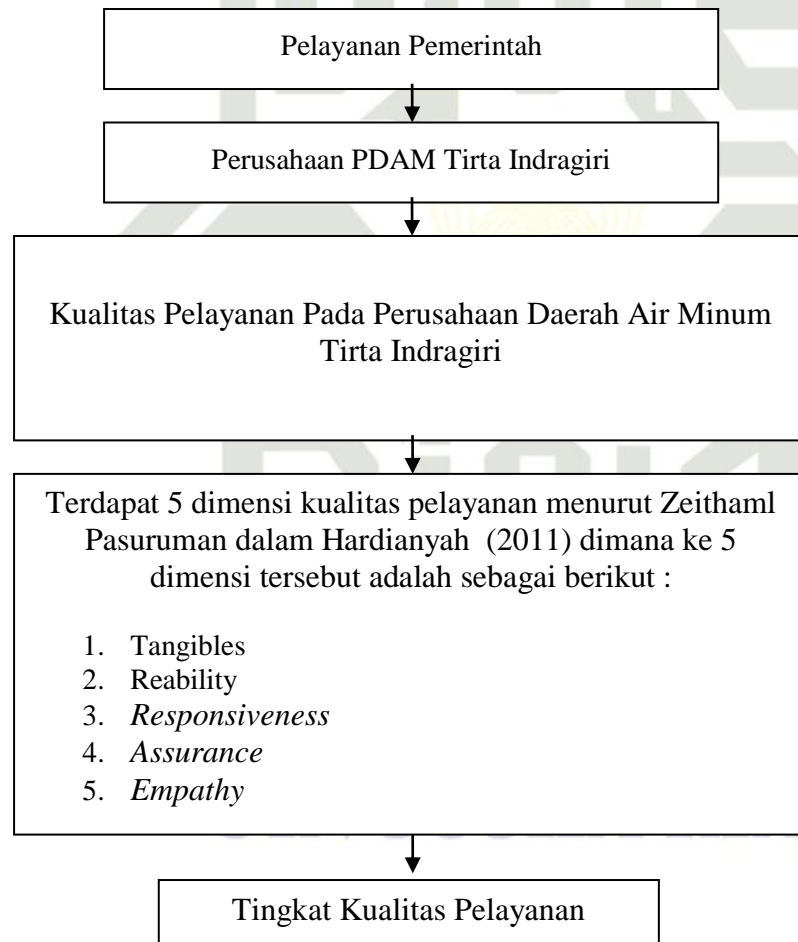 Pelayanan Pemerintah
Perusahaan PDAM Tirta Indragiri
Kualitas Pelayanan Pada Perusahaan Daerah Air Minum
Tirta Indragiri
Terdapat 5 dimensi kualitas pelayanan menurut Zeithaml
Pasuruman dalam Hardianyah (2011) dimana ke 5
dimensi tersebut adalah sebagai berikut :
1. Tangibles
2. Reability
3. Responsiveness
4. Assurance
5. Empathy
Tingkat Kualitas Pelayanan